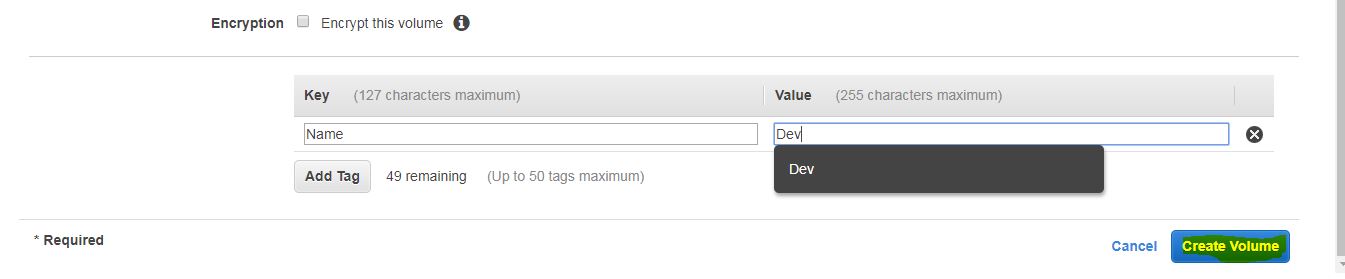 Encryption Encrypt this volume
Key (127 characters maximum) Value (255 characters maximum)
Name Dev
Dev
Add Tag 49 remaining (Up to 50 tags maximum)
* Required
Cancel Create Volume